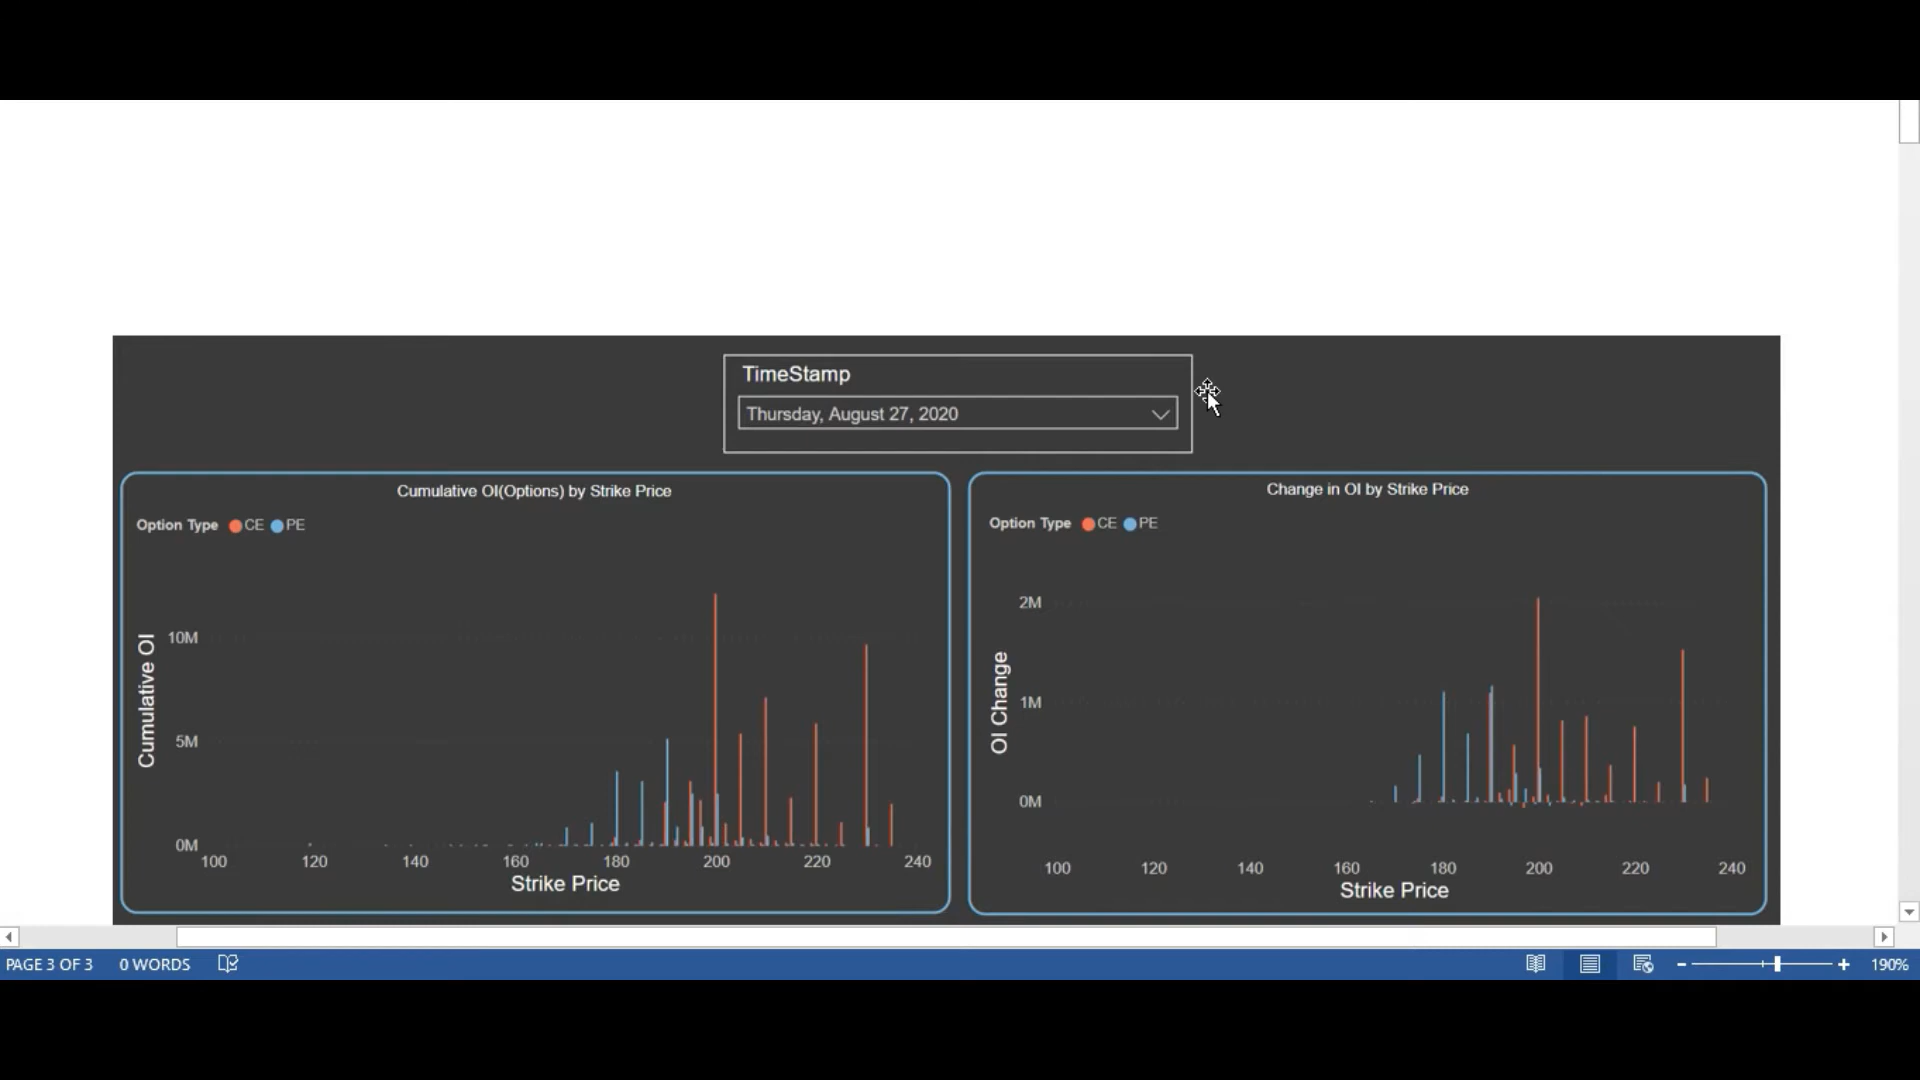 TimeStamp
Thursday, August 27, 2020
Cumulative OI(Options) by Strike Price
Option Type CE PE
Cumulative OI
10M
5M
0M
100 120 140 160 180 200 220 240
Strike Price
Change in OI by Strike Price
Option Type CE PE
OI Change
2M
1M
0M
100 120 140 160 180 200 220 240
Strike Price
PAGE 3 OF 3 0 WORDS 190%